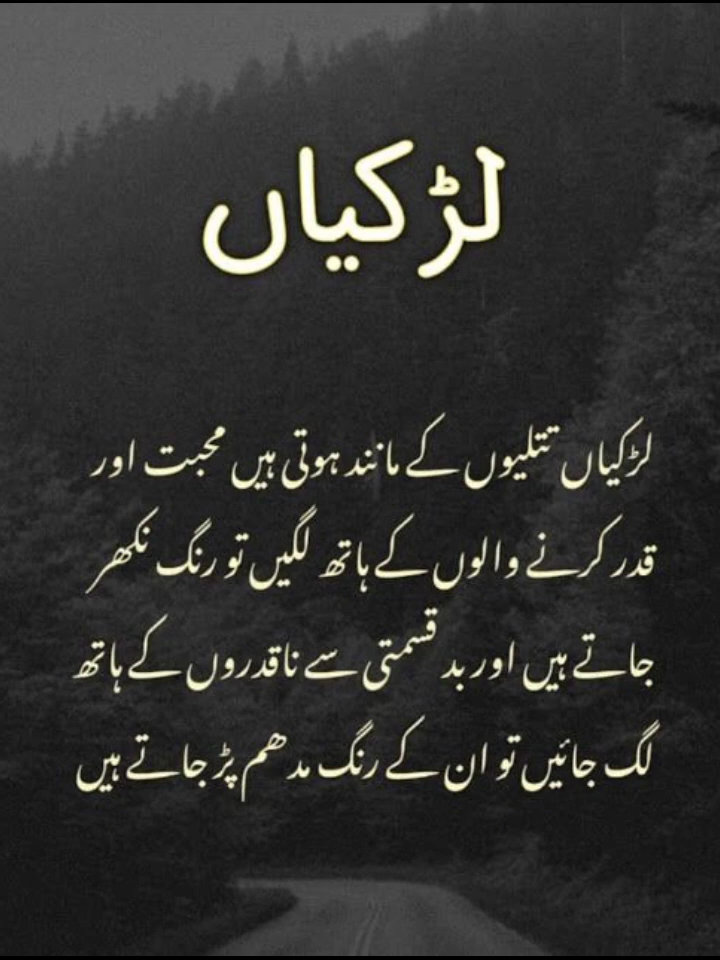 لڑکیاں
لڑکیاں تتلیوں کے مانند ہوتی ہیں محبت اور
قدر کرنے والوں کے ہاتھ لگیں تو رنگ نکھر
جاتے ہیں اور بد قسمتی سے ناقدروں کے ہاتھ
لگ جائیں تو ان کے رنگ مدھم پڑ جاتے ہیں